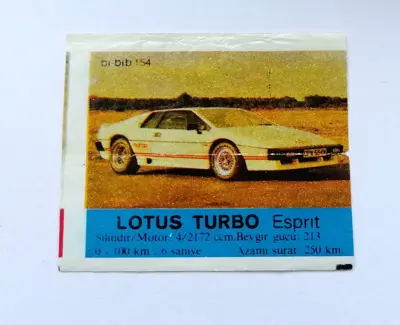 bi-bib 154
LOTUS TURBO Esprit
Silindir/Motor/4/2172 ccm.Beygir gücü: 213
0 - 100 km. 6 saniye Azami sürat: 250 km.